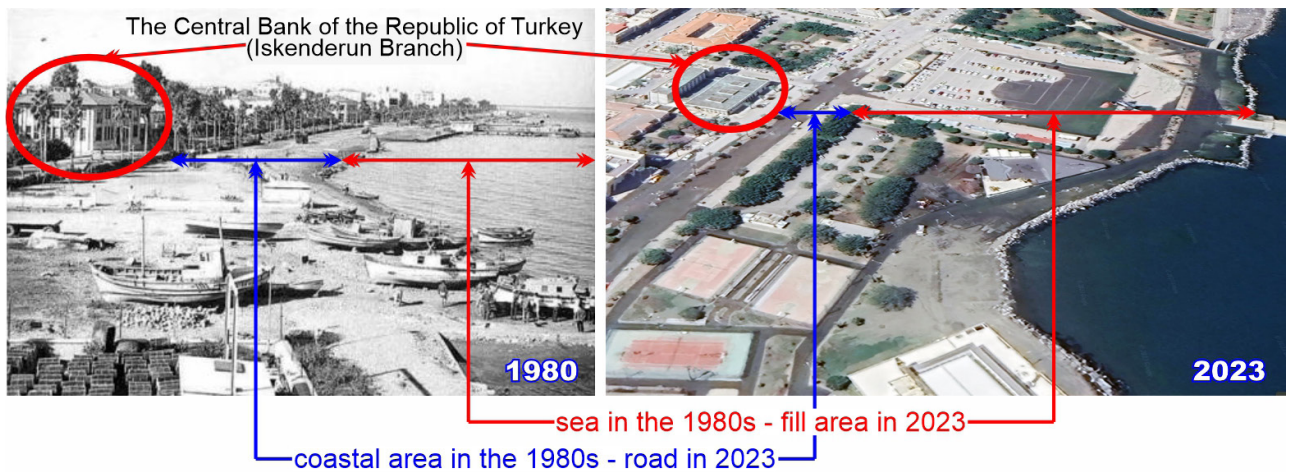 The Central Bank of the Republic of Turkey
(Iskenderun Branch)
1980
2023
sea in the 1980s - fill area in 2023
coastal area in the 1980s - road in 2023